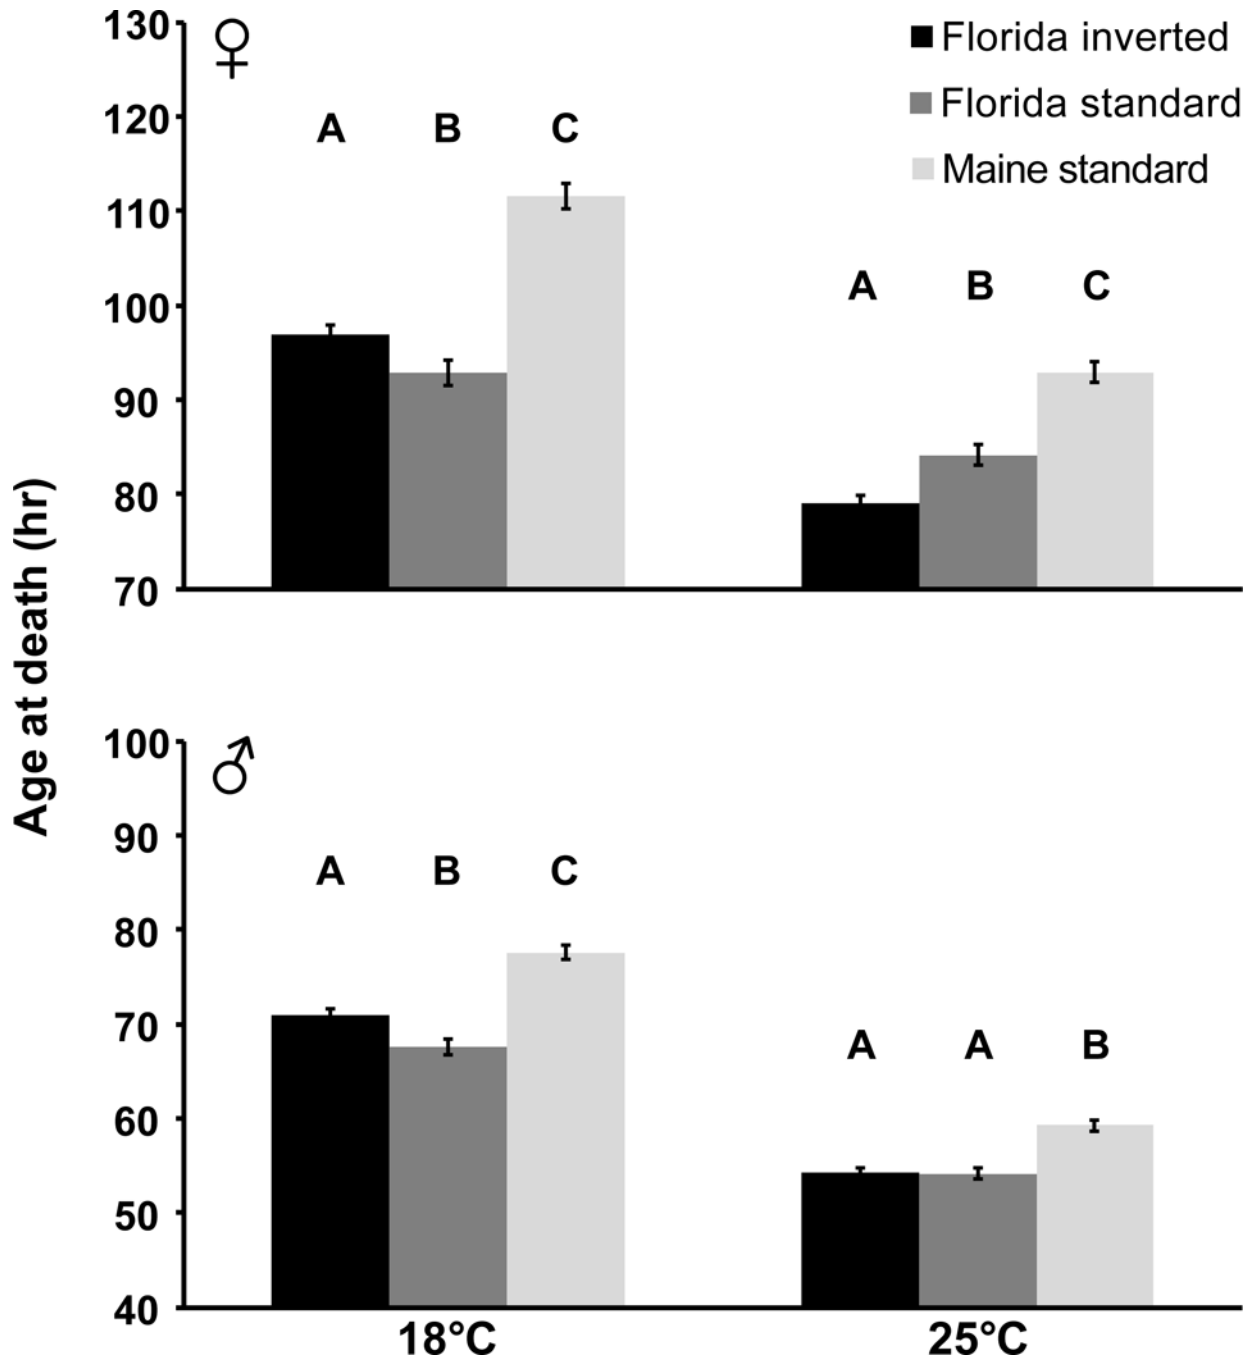 ♀
Florida inverted
Florida standard
Maine standard
130
120
110
100
90
80
70
A B C
A B C
Age at death (hr)
♂
100
90
80
70
60
50
40
A B C
A A B
18°C 25°C